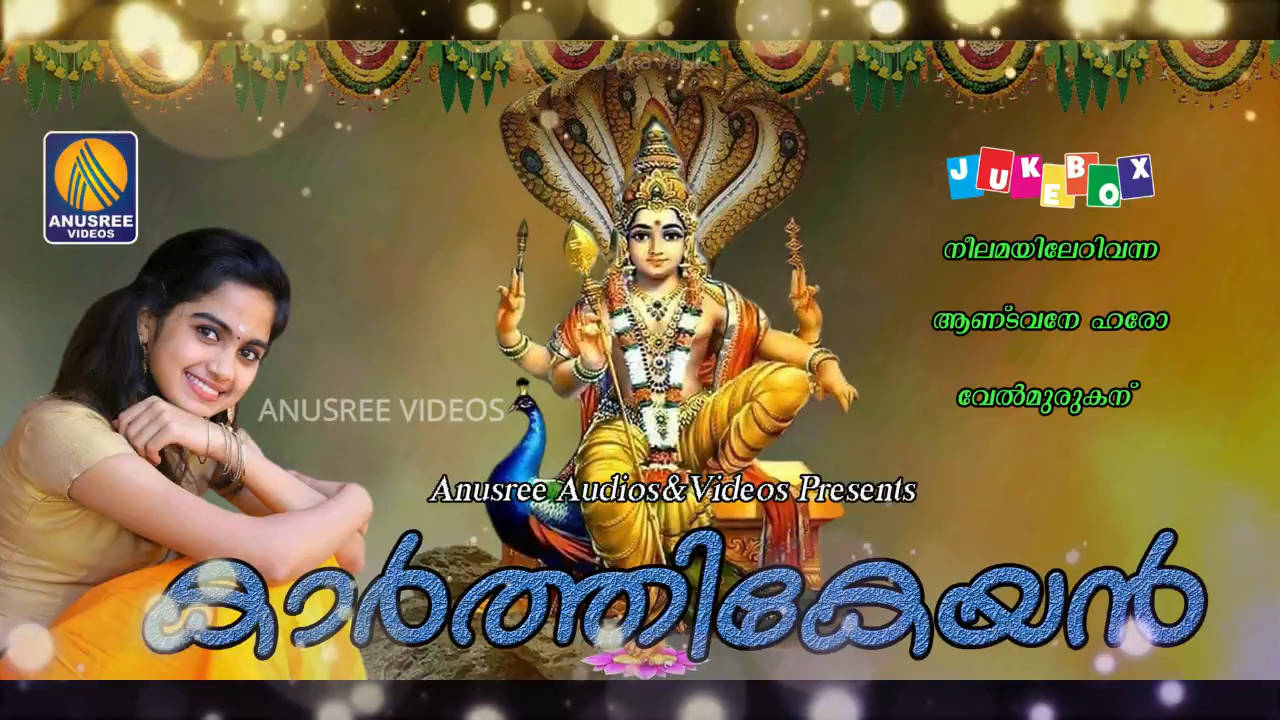 ANUSREE
VIDEOS
JUKEBOX
നീലമയിലേറിവന്ന
ആണ്ടവനേ ഹരോ
വേൽമുരുകന്
ANUSREE VIDEOS
Anusree Audios&Videos Presents
കാർത്തികേയൻ